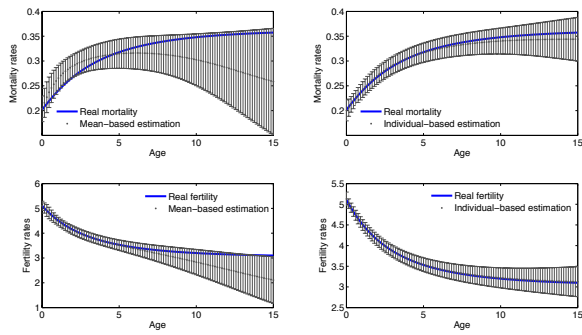 0.4
0.35
0.3
0.25
0.2
Mortality rates
Real mortality
Mean-based estimation
0 5 10 15
Age
0.4
0.35
0.3
0.25
0.2
Mortality rates
Real mortality
Individual-based estimation
0 5 10 15
Age
6
5
4
3
2
1
Fertility rates
Real fertility
Mean-based estimation
0 5 10 15
Age
5.5
5
4.5
4
3.5
3
2.5
Fertility rates
Real fertility
Individual-based estimation
0 5 10 15
Age